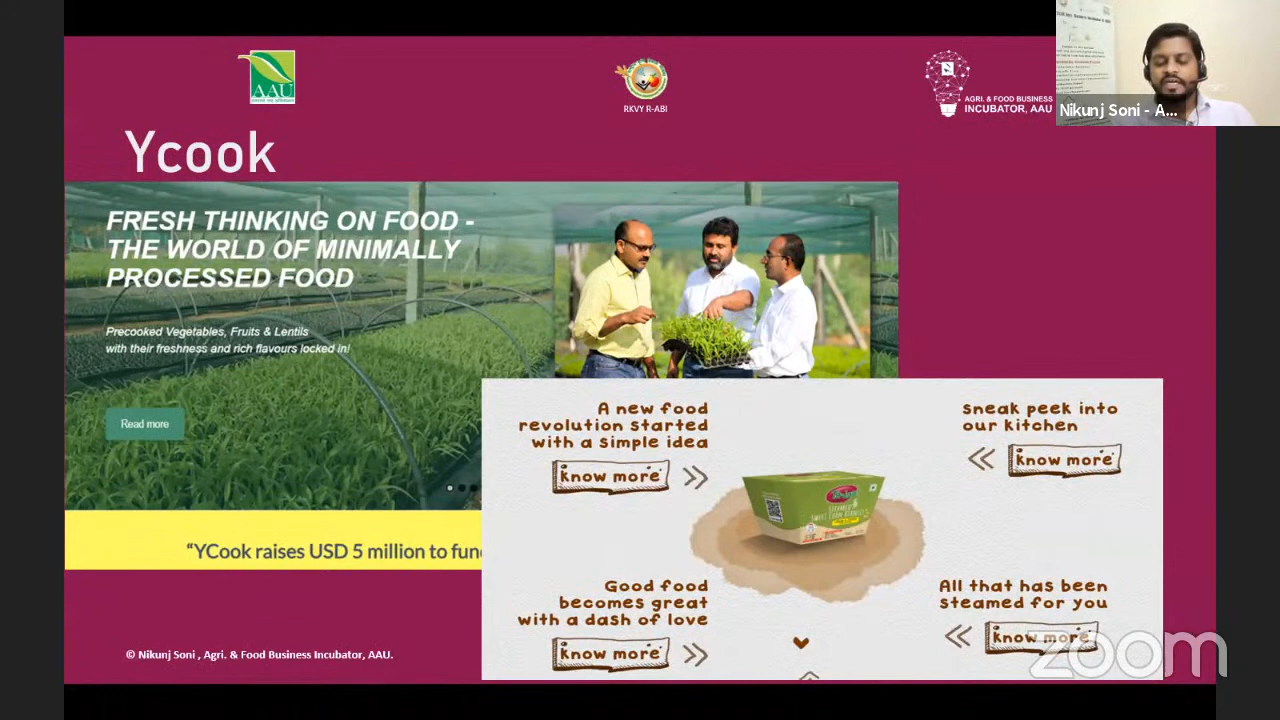 AAU
RKVY R-ABI
AGRI. & FOOD BUSINESS
INCUBATOR, AAU
Nikunj Soni - A...
Ycook
FRESH THINKING ON FOOD -
THE WORLD OF MINIMALLY
PROCESSED FOOD
Precooked Vegetables, Fruits & Lentils
with their freshness and rich flavours locked in!
Read more
“YCook raises USD 5 million to fun
A new food
revolution started
with a simple idea
know more
Sneak peek into
our kitchen
know more
STEAMED
SWEET CORN KERNELS
Good food
becomes great
with a dash of love
know more
All that has been
steamed for you
know more
© Nikunj Soni , Agri. & Food Business Incubator, AAU.
zoom